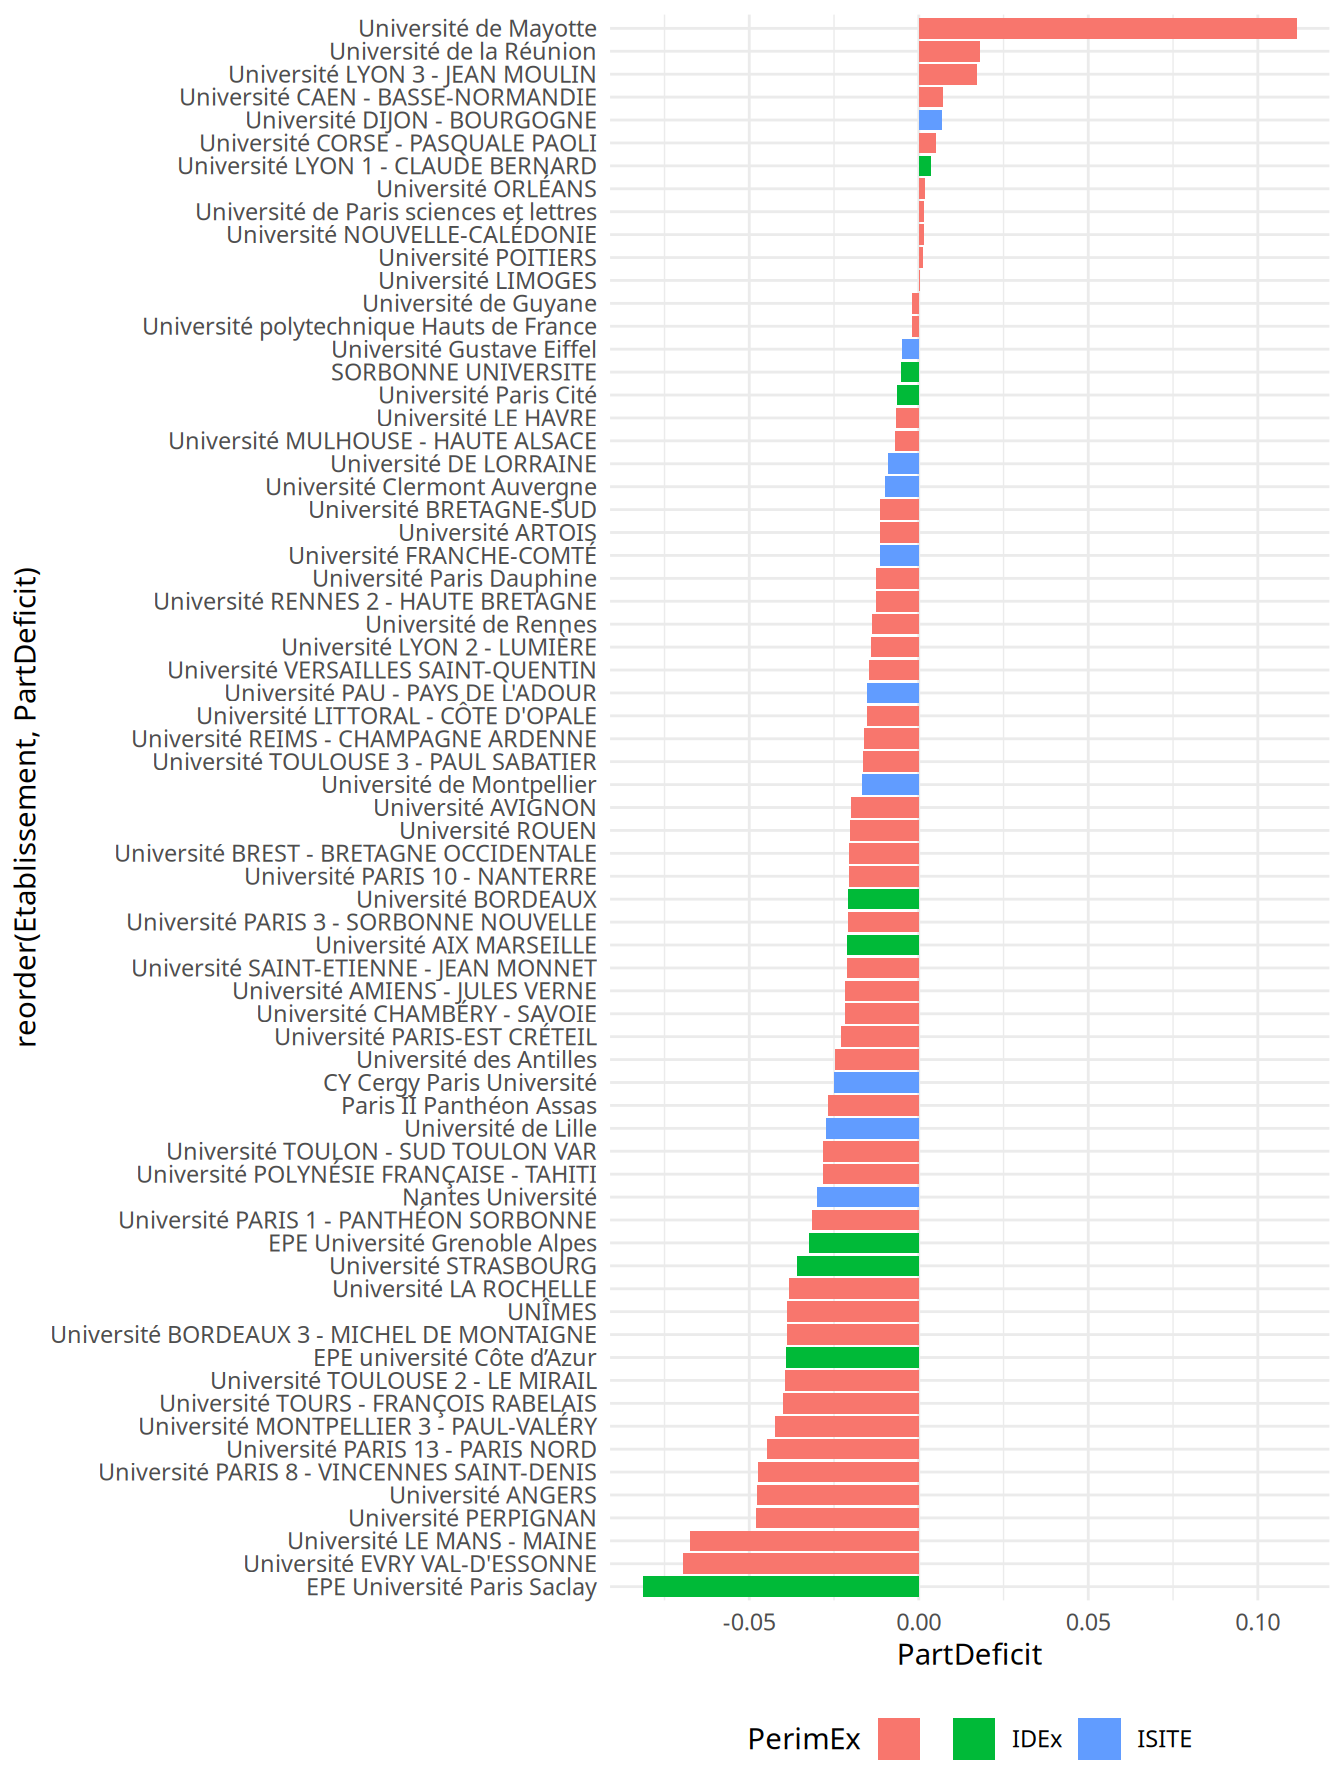 Université de Mayotte
Université de la Réunion
Université LYON 3 - JEAN MOULIN
Université CAEN - BASSE-NORMANDIE
Université DIJON - BOURGOGNE
Université CORSE - PASQUALE PAOLI
Université LYON 1 - CLAUDE BERNARD
Université ORLÉANS
Université de Paris sciences et lettres
Université NOUVELLE-CALÉDONIE
Université POITIERS
Université LIMOGES
Université de Guyane
Université polytechnique Hauts de France
Université Gustave Eiffel
SORBONNE UNIVERSITE
Université Paris Cité
Université LE HAVRE
Université MULHOUSE - HAUTE ALSACE
Université DE LORRAINE
Université Clermont Auvergne
Université BRETAGNE-SUD
Université ARTOIS
Université FRANCHE-COMTÉ
Université Paris Dauphine
Université RENNES 2 - HAUTE BRETAGNE
Université de Rennes
Université LYON 2 - LUMIÈRE
Université VERSAILLES SAINT-QUENTIN
Université PAU - PAYS DE L'ADOUR
Université LITTORAL - CÔTE D'OPALE
Université REIMS - CHAMPAGNE ARDENNE
Université TOULOUSE 3 - PAUL SABATIER
Université de Montpellier
Université AVIGNON
Université ROUEN
Université BREST - BRETAGNE OCCIDENTALE
Université PARIS 10 - NANTERRE
Université BORDEAUX
Université PARIS 3 - SORBONNE NOUVELLE
Université AIX MARSEILLE
Université SAINT-ETIENNE - JEAN MONNET
Université AMIENS - JULES VERNE
Université CHAMBÉRY - SAVOIE
Université PARIS-EST CRÉTEIL
Université des Antilles
CY Cergy Paris Université
Paris II Panthéon Assas
Université de Lille
Université TOULON - SUD TOULON VAR
Université POLYNÉSIE FRANÇAISE - TAHITI
Nantes Université
Université PARIS 1 - PANTHÉON SORBONNE
EPE Université Grenoble Alpes
Université STRASBOURG
Université LA ROCHELLE
UNÎMES
Université BORDEAUX 3 - MICHEL DE MONTAIGNE
EPE université Côte d’Azur
Université TOULOUSE 2 - LE MIRAIL
Université TOURS - FRANÇOIS RABELAIS
Université MONTPELLIER 3 - PAUL-VALÉRY
Université PARIS 13 - PARIS NORD
Université PARIS 8 - VINCENNES SAINT-DENIS
Université ANGERS
Université PERPIGNAN
Université LE MANS - MAINE
Université EVRY VAL-D'ESSONNE
EPE Université Paris Saclay
reorder(Etablissement, PartDeficit)
-0.05 0.00 0.05 0.10
PartDeficit
PerimEx IDEx ISITE